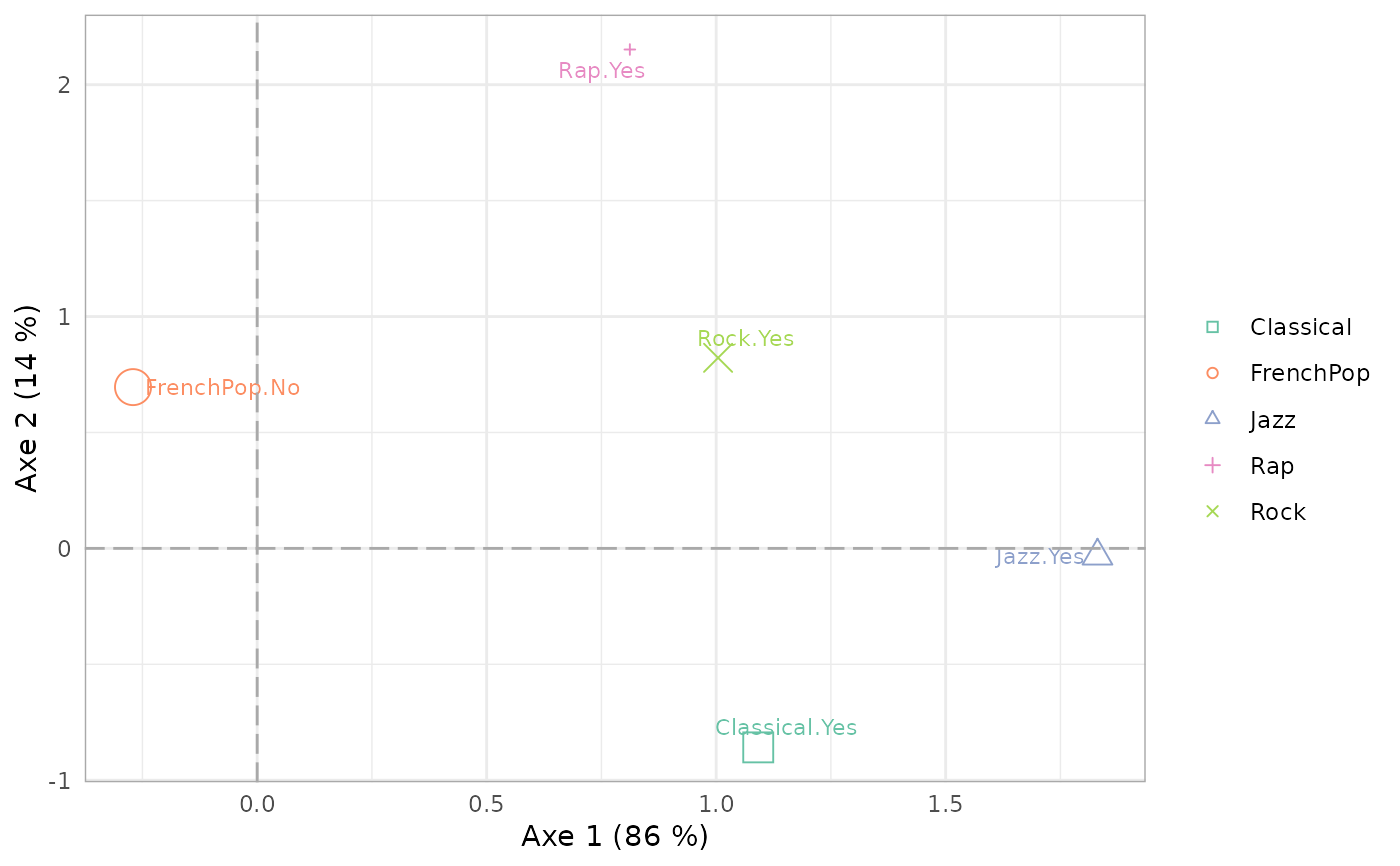 Rap.Yes
2
Rock.Yes
1
FrenchPop.No
0
Jazz.Yes
Classical.Yes
-1
0.0 0.5 1.0 1.5
Axe 1 (86 %)
Axe 2 (14 %)
Classical
FrenchPop
Jazz
Rap
Rock